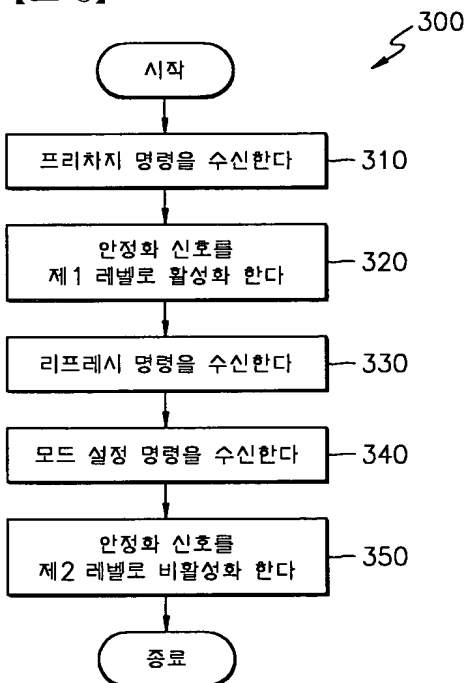 300
시작
프리차지 명령을 수신한다
310
안정화 신호를
제1 레벨로 활성화 한다
320
리프레시 명령을 수신한다
330
모드 설정 명령을 수신한다
340
안정화 신호를
제2 레벨로 비활성화 한다
350
종료